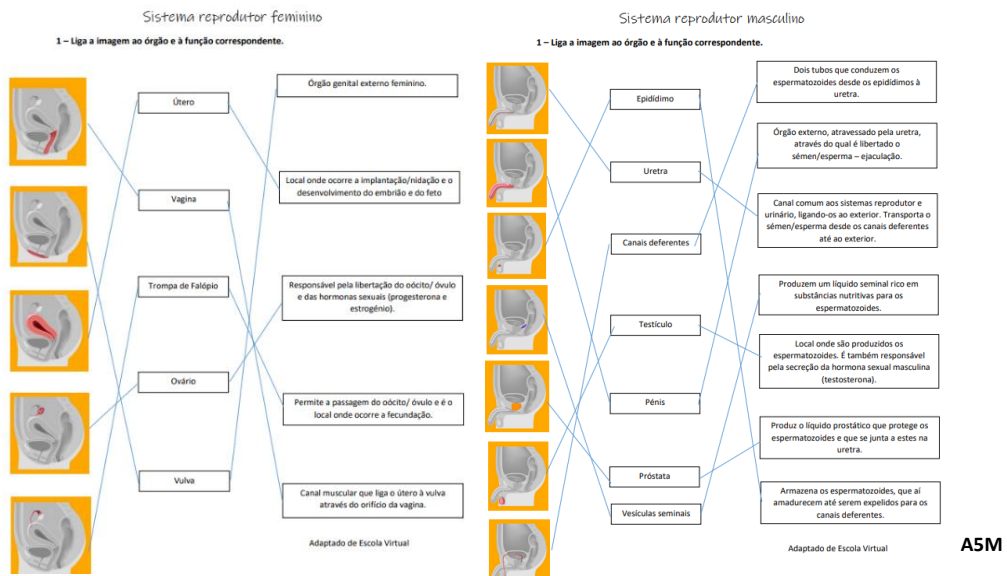 Sistema reprodutor feminino
1 – Liga a imagem ao órgão e à função correspondente.
Útero
Vagina
Trompa de Falópio
Ovário
Vulva
Órgão genital externo feminino.
Local onde ocorre a implantação/nidação e o
desenvolvimento do embrião e do feto
Responsável pela libertação do oócito/ óvulo
e das hormonas sexuais (progesterona e
estrogénio).
Permite a passagem do oócito/ óvulo e é o
local onde ocorre a fecundação.
Canal muscular que liga o útero à vulva
através do orifício da vagina.
Adaptado de Escola Virtual
Sistema reprodutor masculino
1 – Liga a imagem ao órgão e à função correspondente.
Epidídimo
Uretra
Canais deferentes
Testículo
Pénis
Próstata
Vesículas seminais
Dois tubos que conduzem os
espermatozoides desde os epidídimos à
uretra.
Órgão externo, atravessado pela uretra,
através do qual é libertado o
sémen/esperma – ejaculação.
Canal comum aos sistemas reprodutor e
urinário, ligando-os ao exterior. Transporta o
sémen/esperma desde os canais deferentes
até ao exterior.
Produzem um líquido seminal rico em
substâncias nutritivas para os
espermatozoides.
Local onde são produzidos os
espermatozoides. É também responsável
pela secreção da hormona sexual masculina
(testosterona).
Produz o líquido prostático que protege os
espermatozoides e que se junta a estes na
uretra.
Armazena os espermatozoides, que aí
amadurecem até serem expelidos para os
canais deferentes.
Adaptado de Escola Virtual
A5M